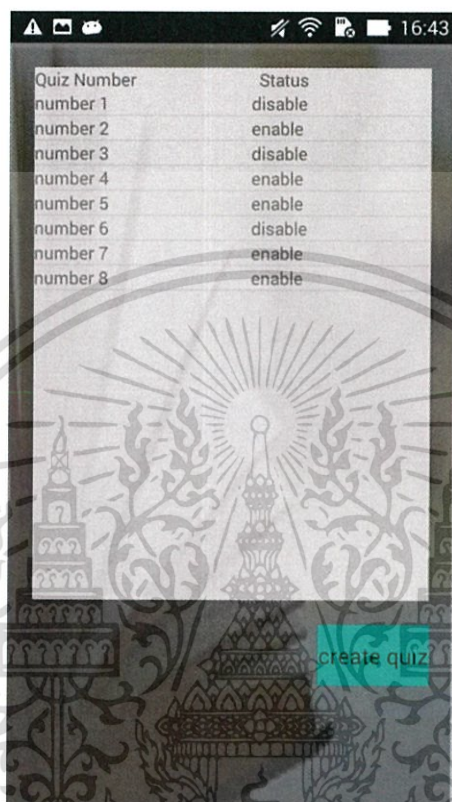 16:43
Quiz Number Status
number 1 disable
number 2 enable
number 3 disable
number 4 enable
number 5 enable
number 6 disable
number 7 enable
number 8 enable
create quiz